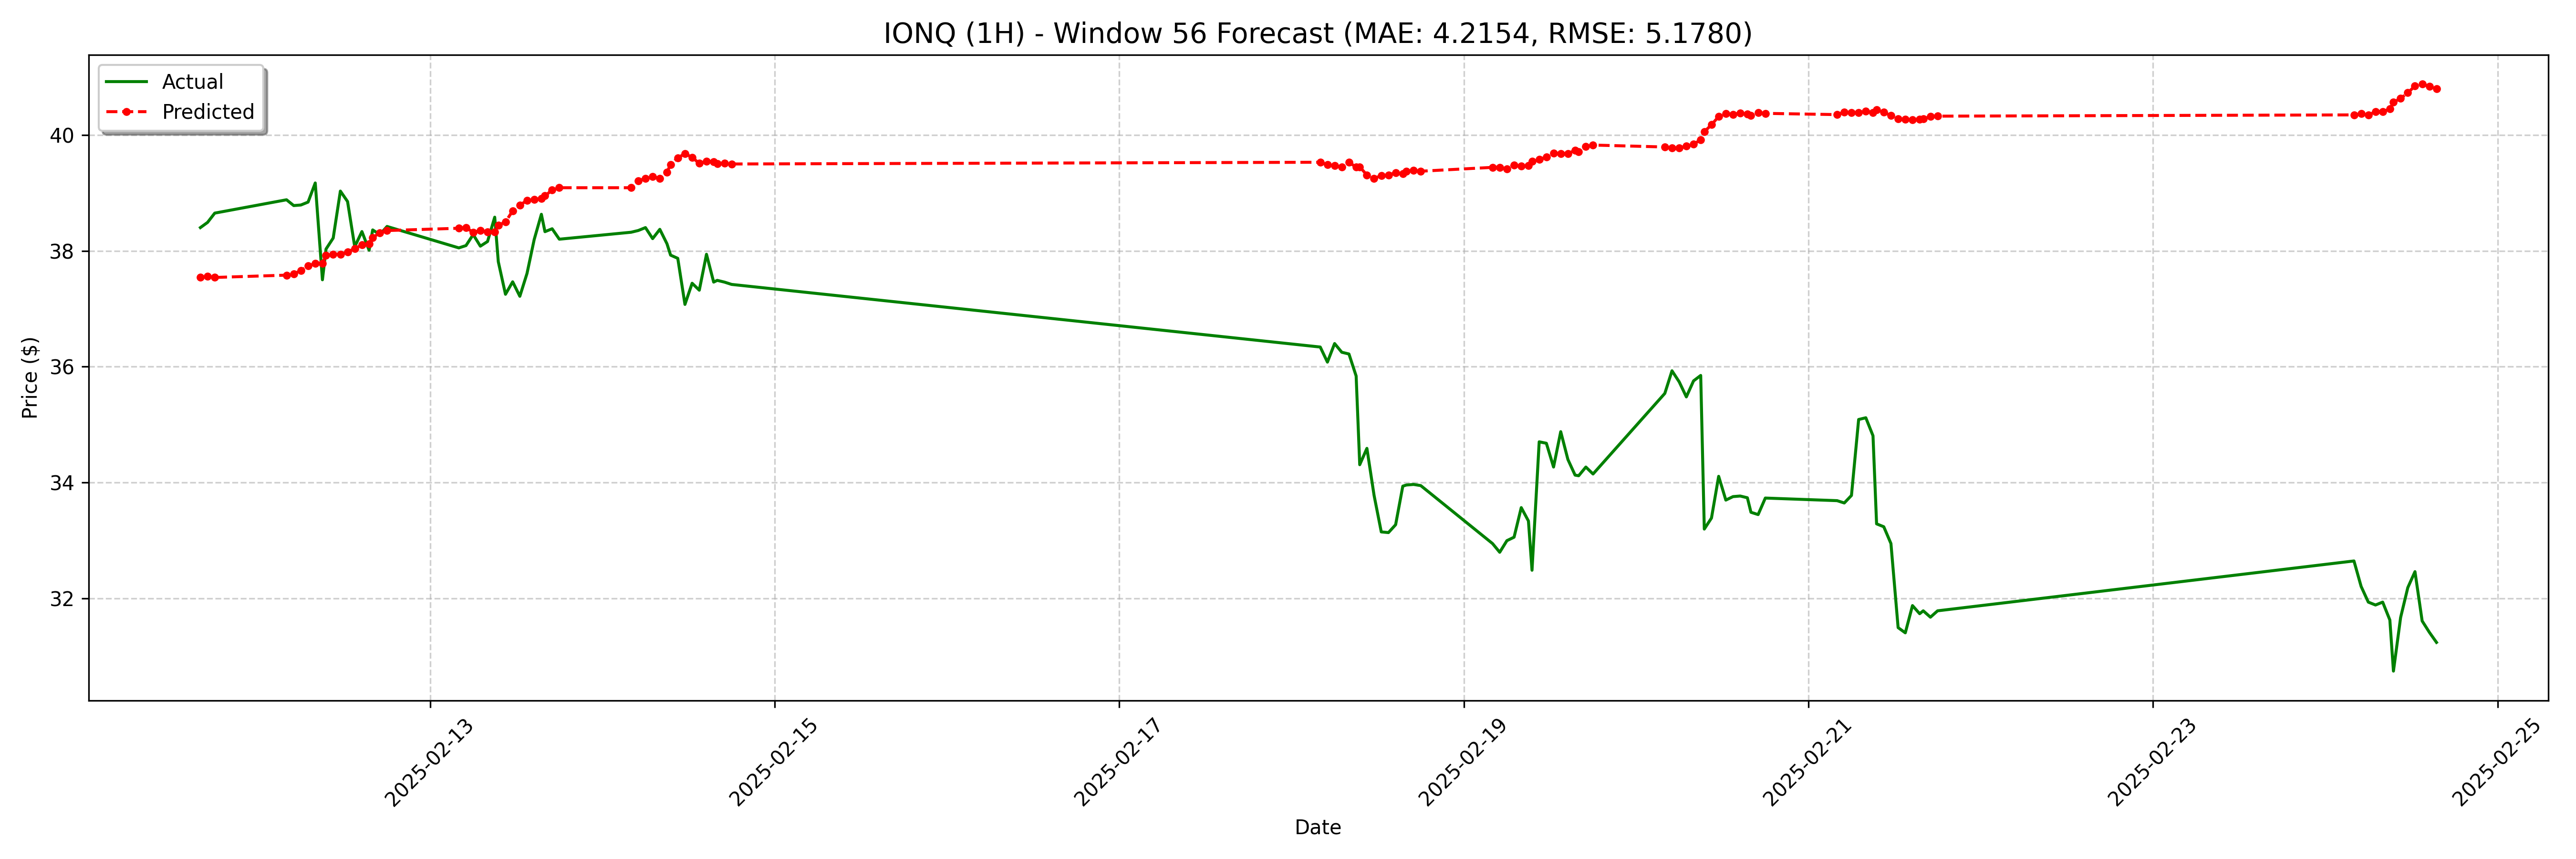 IONQ (1H) - Window 56 Forecast (MAE: 4.2154, RMSE: 5.1780)
Actual
Predicted
Price ($)
40
38
36
34
32
2025-02-13
2025-02-15
2025-02-17
2025-02-19
2025-02-21
2025-02-23
2025-02-25
Date